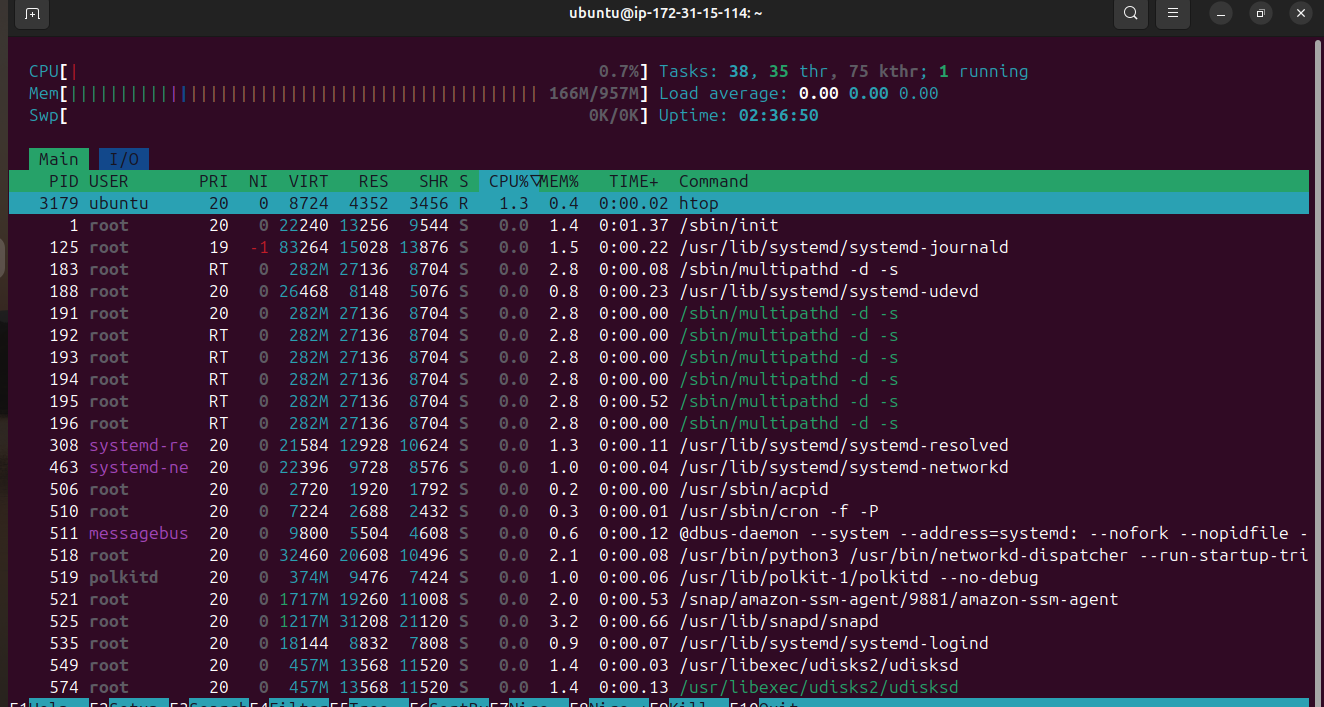 ubuntu@ip-172-31-15-114: ~
CPU[| 0.7%] Tasks: 38, 35 thr, 75 kthr; 1 running
Mem[||||||||||||||||||||||||||||||||||||||||||||||| 166M/957M] Load average: 0.00 0.00 0.00
Swp[ 0K/0K] Uptime: 02:36:50
Main I/O
PID USER PRI NI VIRT RES SHR S CPU%▽MEM% TIME+ Command
3179 ubuntu 20 0 8724 4352 3456 R 1.3 0.4 0:00.02 htop
1 root 20 0 22240 13256 9544 S 0.0 1.4 0:01.37 /sbin/init
125 root 19 -1 83264 15028 13876 S 0.0 1.5 0:00.22 /usr/lib/systemd/systemd-journald
183 root RT 0 282M 27136 8704 S 0.0 2.8 0:00.08 /sbin/multipathd -d -s
188 root 20 0 26468 8148 5076 S 0.0 0.8 0:00.23 /usr/lib/systemd/systemd-udevd
191 root 20 0 282M 27136 8704 S 0.0 2.8 0:00.00 /sbin/multipathd -d -s
192 root RT 0 282M 27136 8704 S 0.0 2.8 0:00.00 /sbin/multipathd -d -s
193 root RT 0 282M 27136 8704 S 0.0 2.8 0:00.00 /sbin/multipathd -d -s
194 root RT 0 282M 27136 8704 S 0.0 2.8 0:00.00 /sbin/multipathd -d -s
195 root RT 0 282M 27136 8704 S 0.0 2.8 0:00.52 /sbin/multipathd -d -s
196 root RT 0 282M 27136 8704 S 0.0 2.8 0:00.00 /sbin/multipathd -d -s
308 systemd-re 20 0 21584 12928 10624 S 0.0 1.3 0:00.11 /usr/lib/systemd/systemd-resolved
463 systemd-ne 20 0 22396 9728 8576 S 0.0 1.0 0:00.04 /usr/lib/systemd/systemd-networkd
506 root 20 0 2720 1920 1792 S 0.0 0.2 0:00.00 /usr/sbin/acpid
510 root 20 0 7224 2688 2432 S 0.0 0.3 0:00.01 /usr/sbin/cron -f -P
511 messagebus 20 0 9800 5504 4608 S 0.0 0.6 0:00.12 @dbus-daemon --system --address=systemd: --nofork --nopidfile -
518 root 20 0 32460 20608 10496 S 0.0 2.1 0:00.08 /usr/bin/python3 /usr/bin/networkd-dispatcher --run-startup-tri
519 polkitd 20 0 374M 9476 7424 S 0.0 1.0 0:00.06 /usr/lib/polkit-1/polkitd --no-debug
521 root 20 0 1717M 19260 11008 S 0.0 2.0 0:00.53 /snap/amazon-ssm-agent/9881/amazon-ssm-agent
525 root 20 0 1217M 31208 21120 S 0.0 3.2 0:00.66 /usr/lib/snapd/snapd
535 root 20 0 18144 8832 7808 S 0.0 0.9 0:00.07 /usr/lib/systemd/systemd-logind
549 root 20 0 457M 13568 11520 S 0.0 1.4 0:00.03 /usr/libexec/udisks2/udisksd
574 root 20 0 457M 13568 11520 S 0.0 1.4 0:00.13 /usr/libexec/udisks2/udisksd
F1Help F2Setup F3SearchF4FilterF5Tree F6SortByF7Nice -F8Nice +F9Kill F10Quit